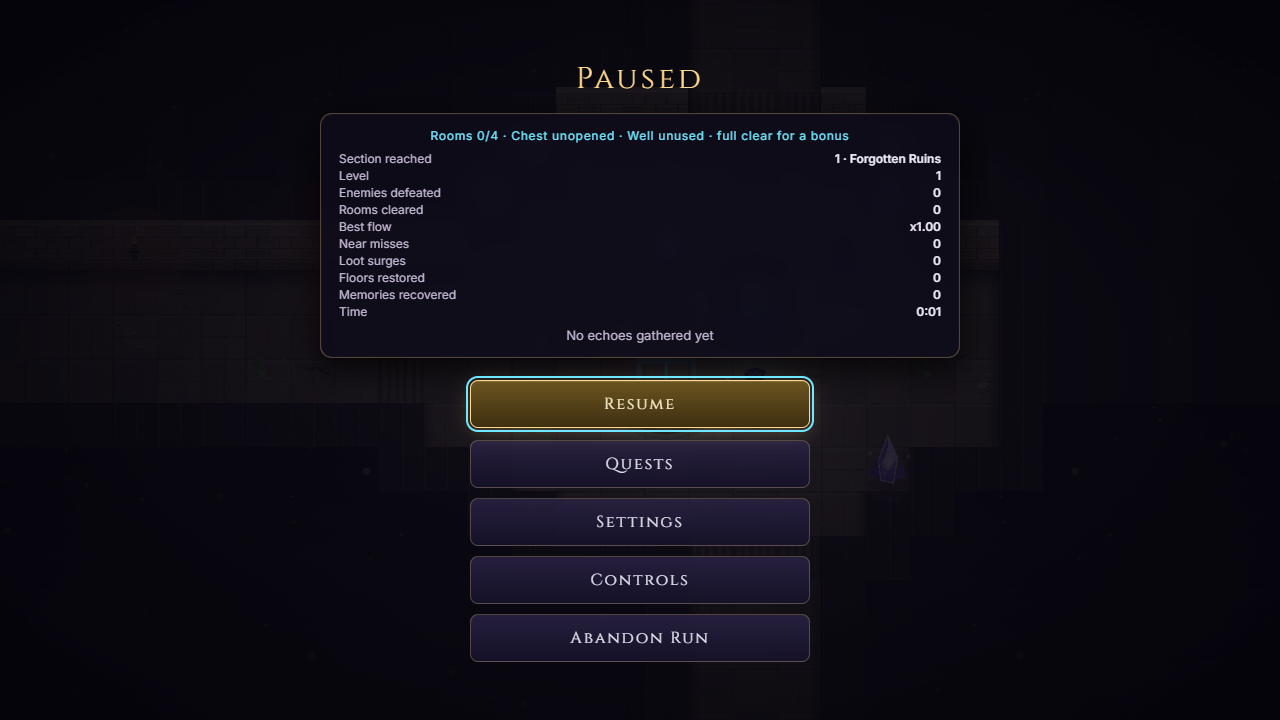 Paused
Rooms 0/4 · Chest unopened · Well unused · full clear for a bonus
Section reached 1 · Forgotten Ruins
Level 1
Enemies defeated 0
Rooms cleared 0
Best flow x1.00
Near misses 0
Loot surges 0
Floors restored 0
Memories recovered 0
Time 0:01
No echoes gathered yet
Resume
Quests
Settings
Controls
Abandon Run